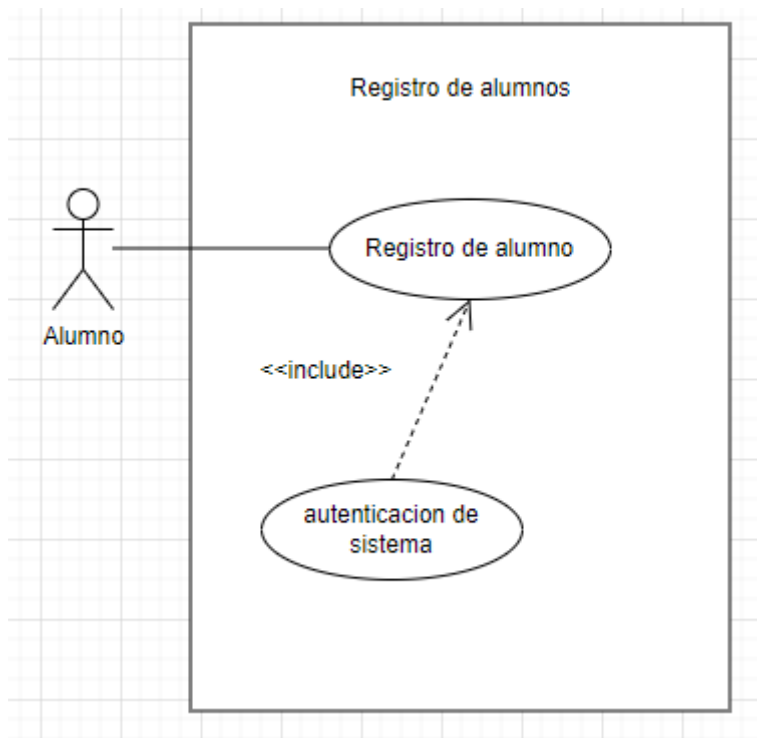 Registro de alumnos
Registro de alumno
Alumno
<<include>>
autenticacion de
sistema